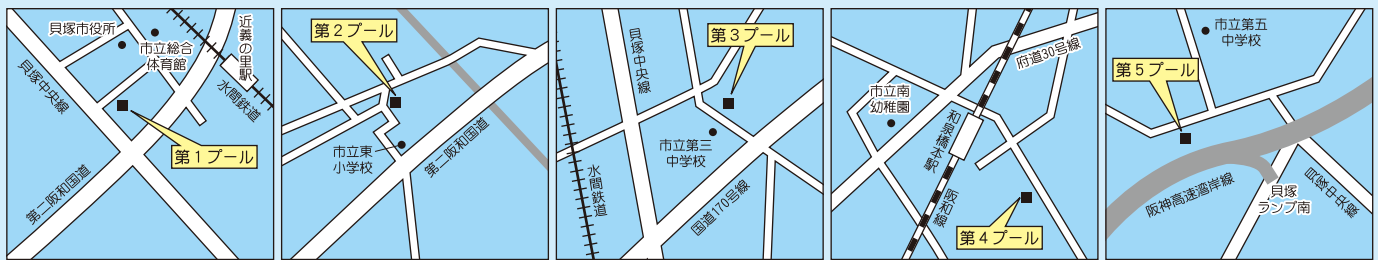 貝塚市役所
市立総合
体育館
近義の里駅
水間鉄道
貝塚中央線
第1プール
第二阪和国道
第2プール
市立東
小学校
第二阪和国道
貝塚中央線
第3プール
市立第三
中学校
水間鉄道
国道170号線
府道30号線
市立南
幼稚園
和泉橋本駅
阪和線
第4プール
市立第五
中学校
第5プール
阪神高速湾岸線
貝塚
ランプ南
貝塚中央線